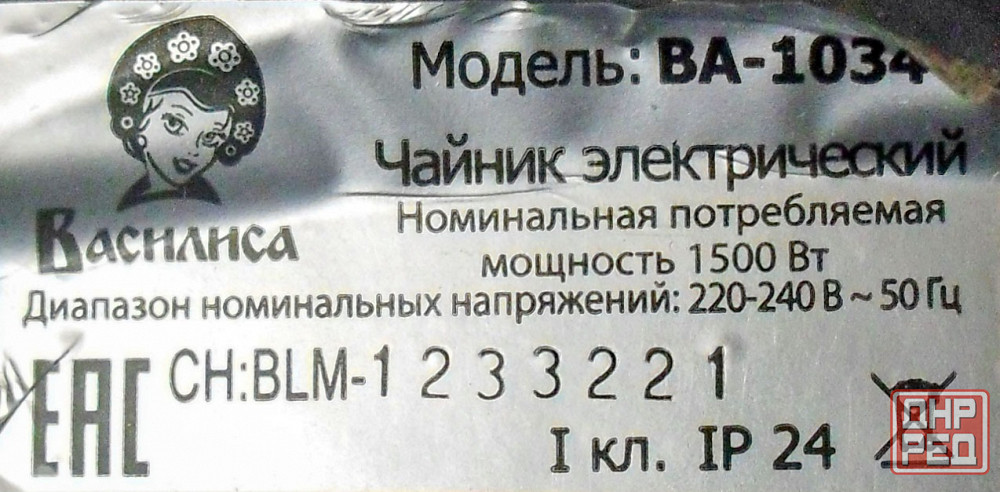 Модель: ВА-1034
Чайник электрический
Василиса
Номинальная потребляемая
мощность 1500 Вт
Диапазон номинальных напряжений: 220-240 В ~ 50 Гц
EAC
CH:BLM-1 2 3 3 2 2 1
I кл. IP 24
ДНР
РЕД